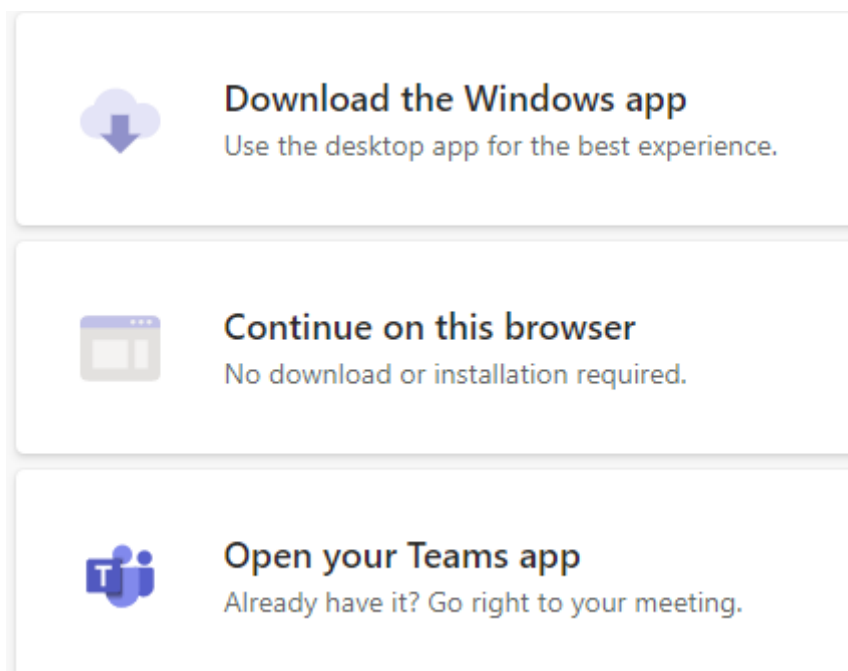 Download the Windows app
Use the desktop app for the best experience.
Continue on this browser
No download or installation required.
T
Open your Teams app
Already have it? Go right to your meeting.